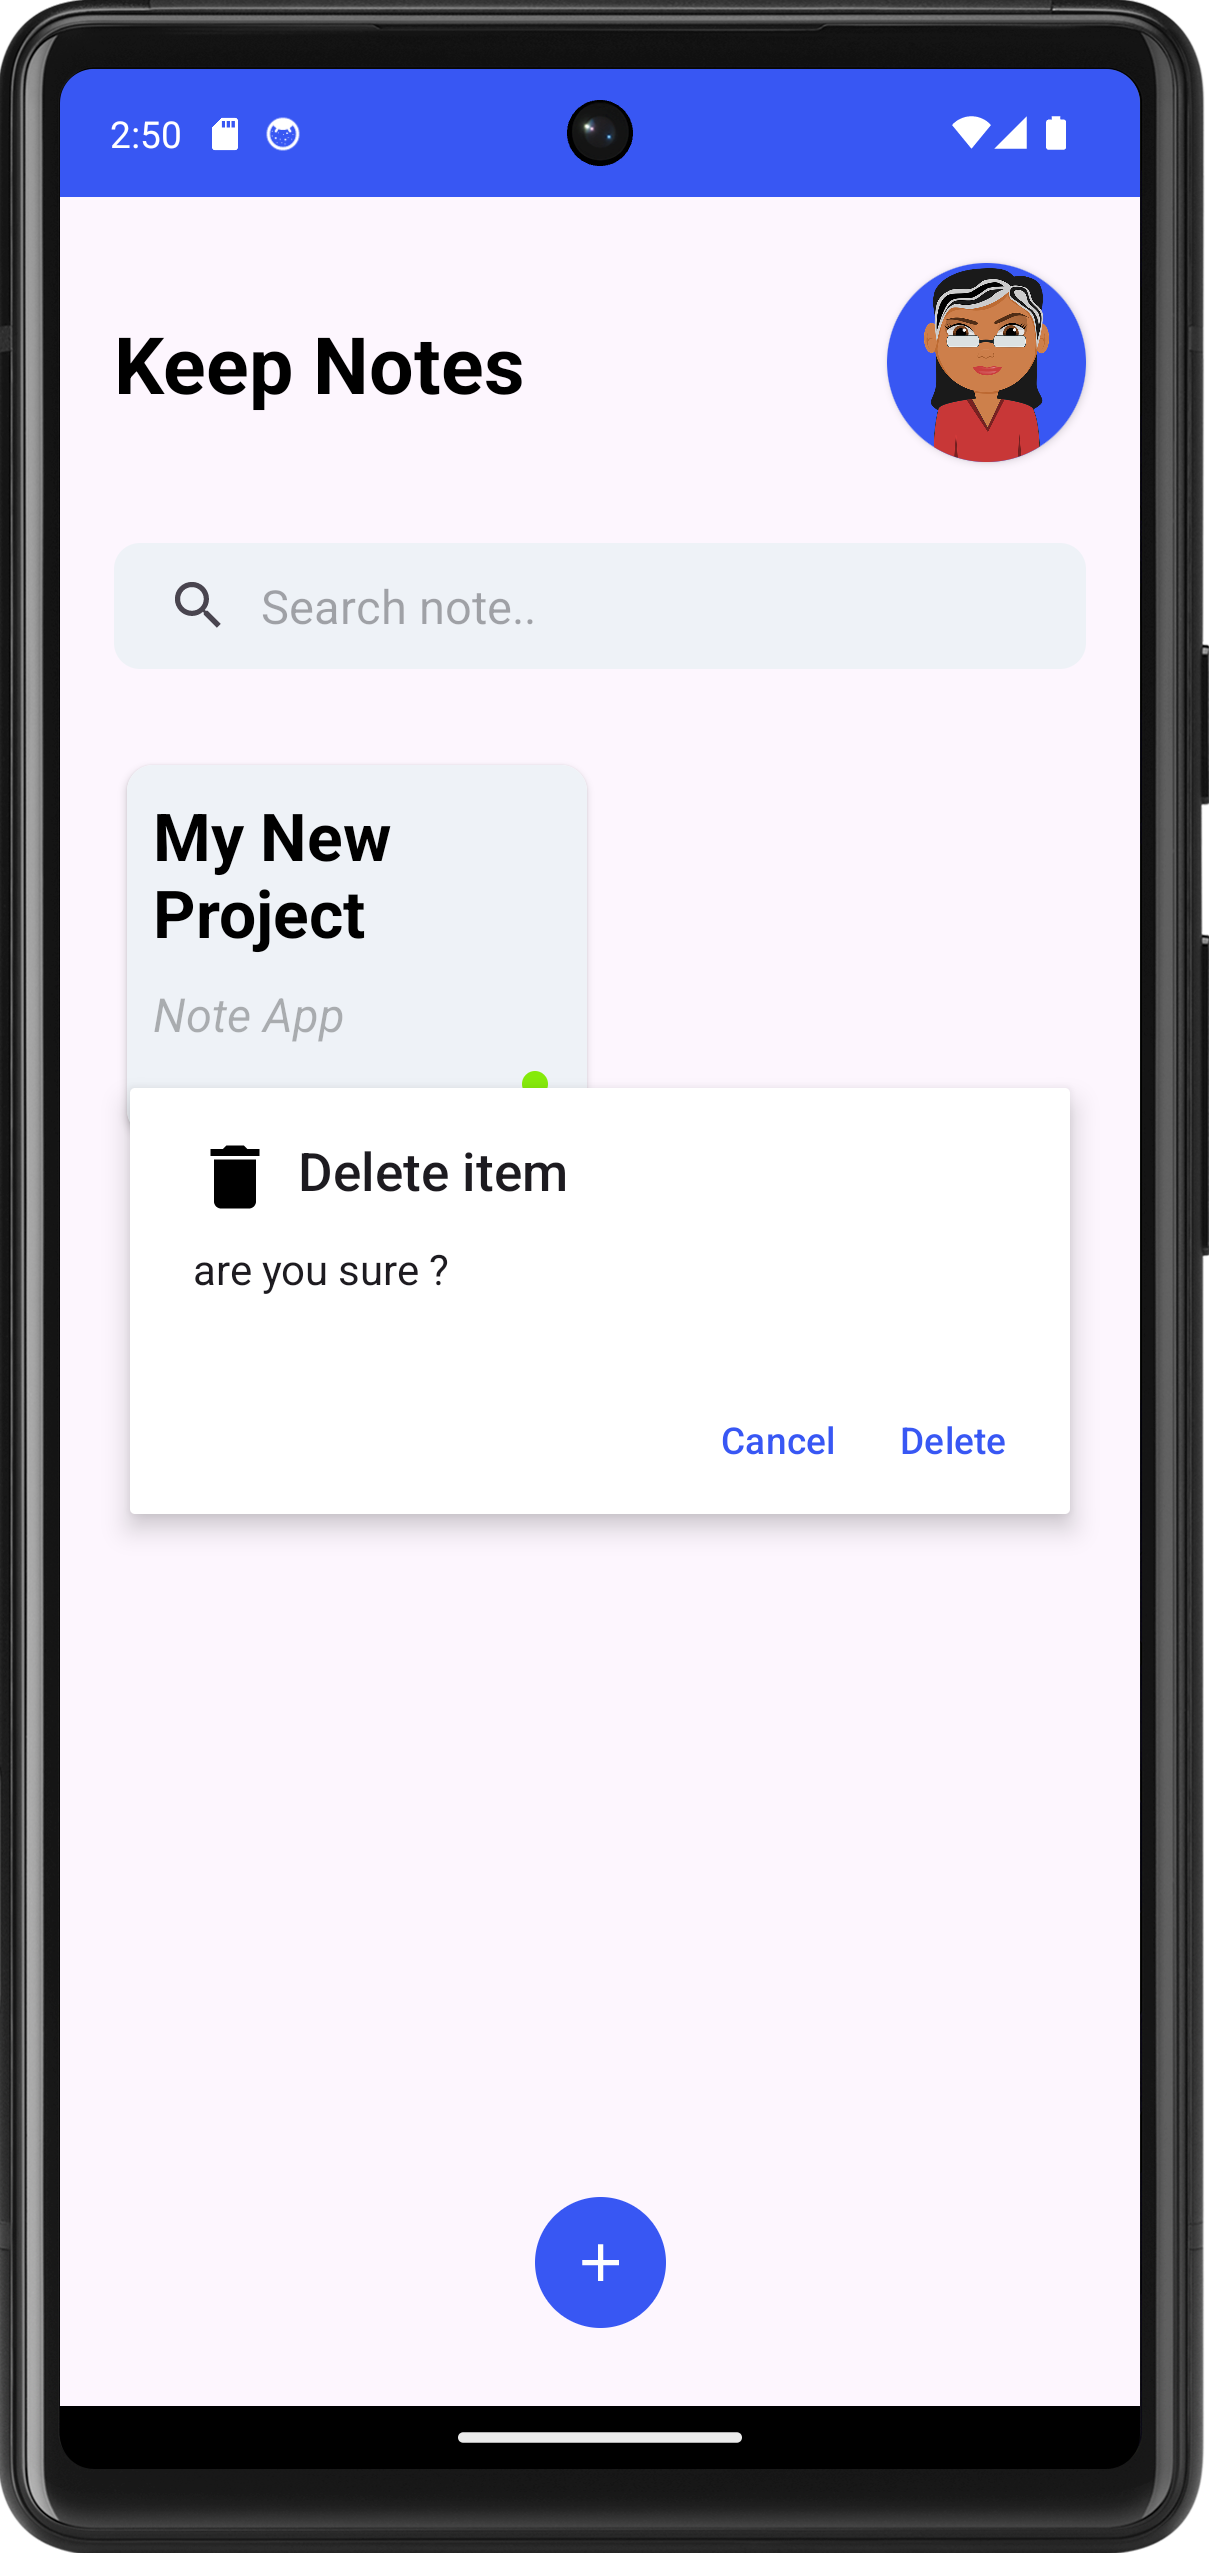 2:50
Keep Notes
Search note..
My New
Project
Note App
Delete item
are you sure ?
Cancel Delete